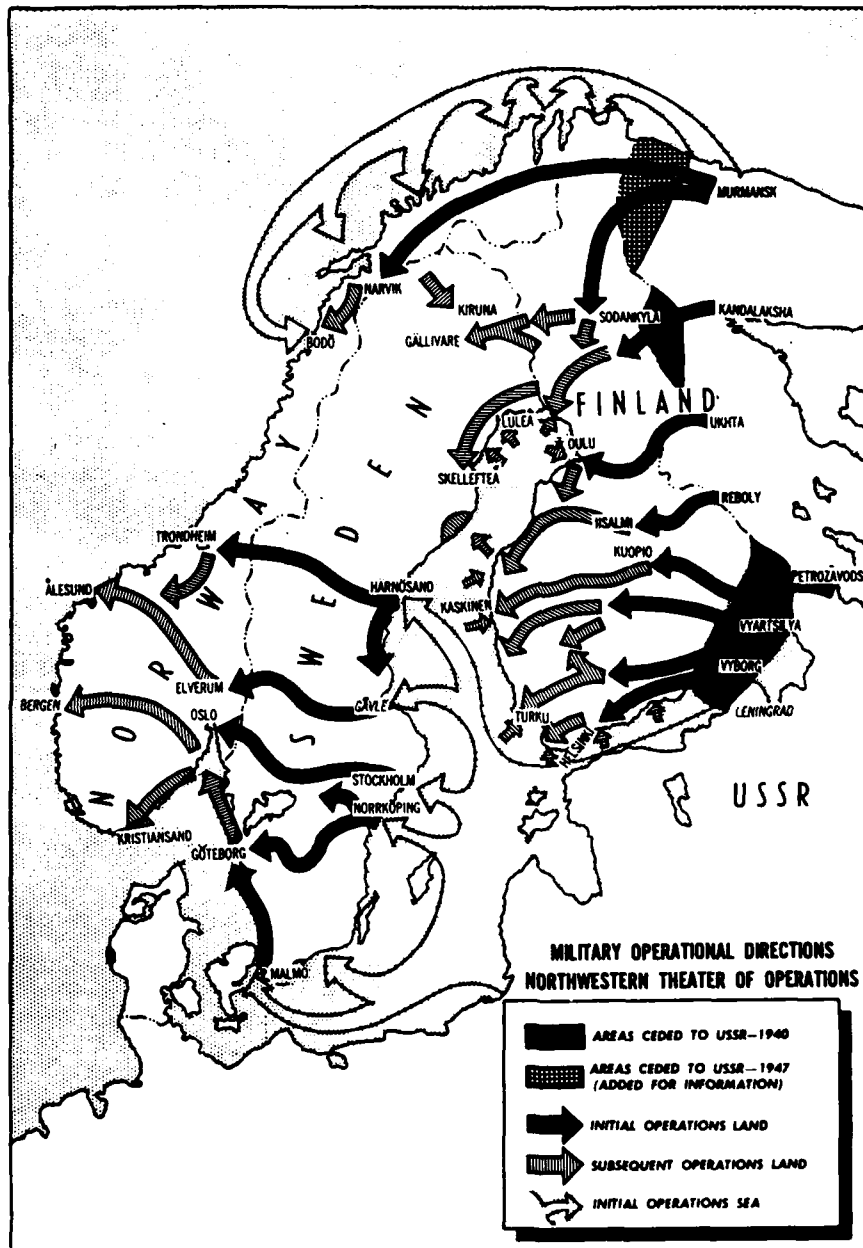 MURMANSK
NARVIK
KIRUNA
SODANKYLÄ
KANDALAKSHA
BODÖ
GÄLLIVARE
FINLAND
LULEÅ
UKHTA
OULU
SKELLEFTEÅ
REBOLY
IISALMI
TRONDHEIM
KUOPIO
PETROZAVODS
ÅLESUND
HARNÖSAND
KASKINEN
VYARTSILYA
VYBORG
ELVERUM
BERGEN
GÄVLE
OSLO
TURKU
LENINGRAD
HELSINKI
STOCKHOLM
NORRKÖPING
USSR
KRISTIANSAND
GÖTEBORG
MALMÖ
NORWAY
SWEDEN
MILITARY OPERATIONAL DIRECTIONS
NORTHWESTERN THEATER OF OPERATIONS
AREAS CEDED TO USSR—1940
AREAS CEDED TO USSR—1947
(ADDED FOR INFORMATION)
INITIAL OPERATIONS LAND
SUBSEQUENT OPERATIONS LAND
INITIAL OPERATIONS SEA